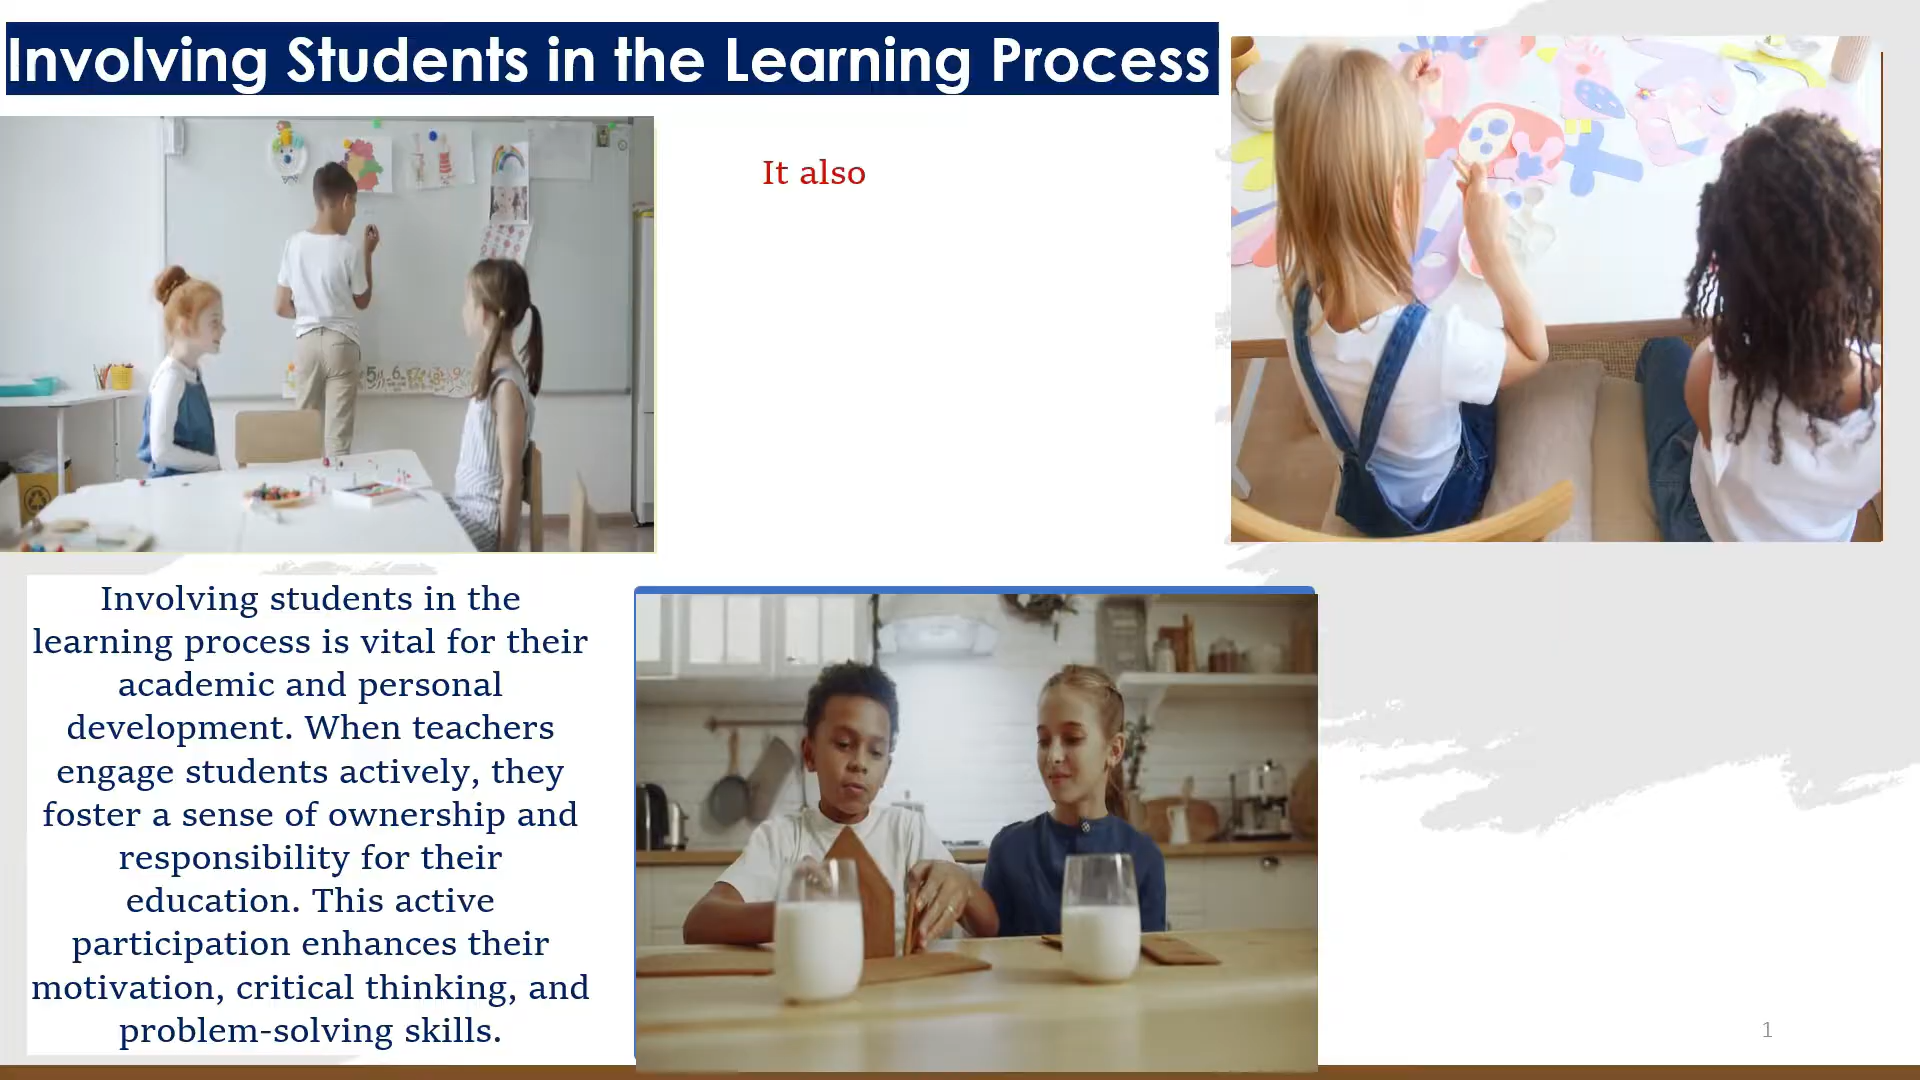 Involving Students in the Learning Process
It also
Involving students in the
learning process is vital for their
academic and personal
development. When teachers
engage students actively, they
foster a sense of ownership and
responsibility for their
education. This active
participation enhances their
motivation, critical thinking, and
problem-solving skills.
1